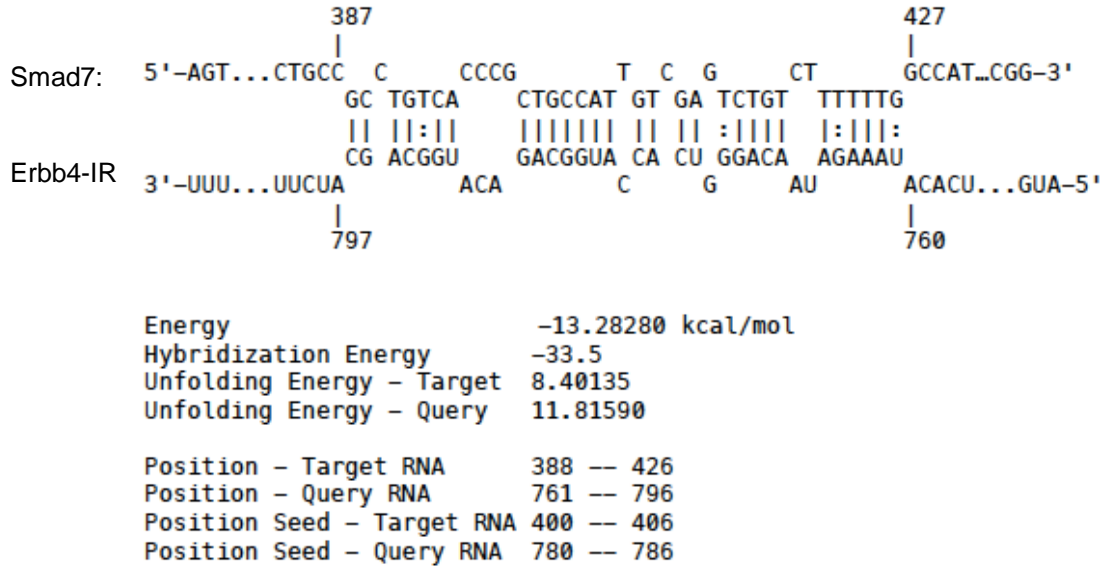 387 427
| |
Smad7: 5'-AGT...CTGCC C CCCG T C G CT GCCAT…CGG-3'
GC TGTCA CTGCCAT GT GA TCTGT TTTTTG
|| ||:|| ||||||| || || :|||| |:|||:
CG ACGGU GACGGUA CA CU GGACA AGAAAU
Erbb4-IR 3'-UUU...UUCUA ACA C G AU ACACU...GUA-5'
| |
797 760
Energy -13.28280 kcal/mol
Hybridization Energy -33.5
Unfolding Energy - Target 8.40135
Unfolding Energy - Query 11.81590
Position - Target RNA 388 -- 426
Position - Query RNA 761 -- 796
Position Seed - Target RNA 400 -- 406
Position Seed - Query RNA 780 -- 786